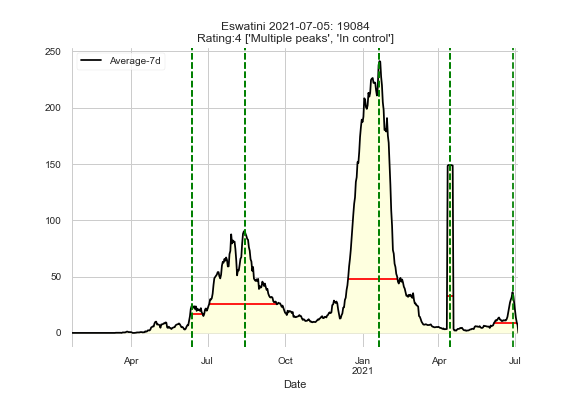 Eswatini 2021-07-05: 19084
Rating:4 ['Multiple peaks', 'In control']
Average-7d
250
200
150
100
50
0
Apr
Jul
Oct
Jan
2021
Apr
Jul
Date